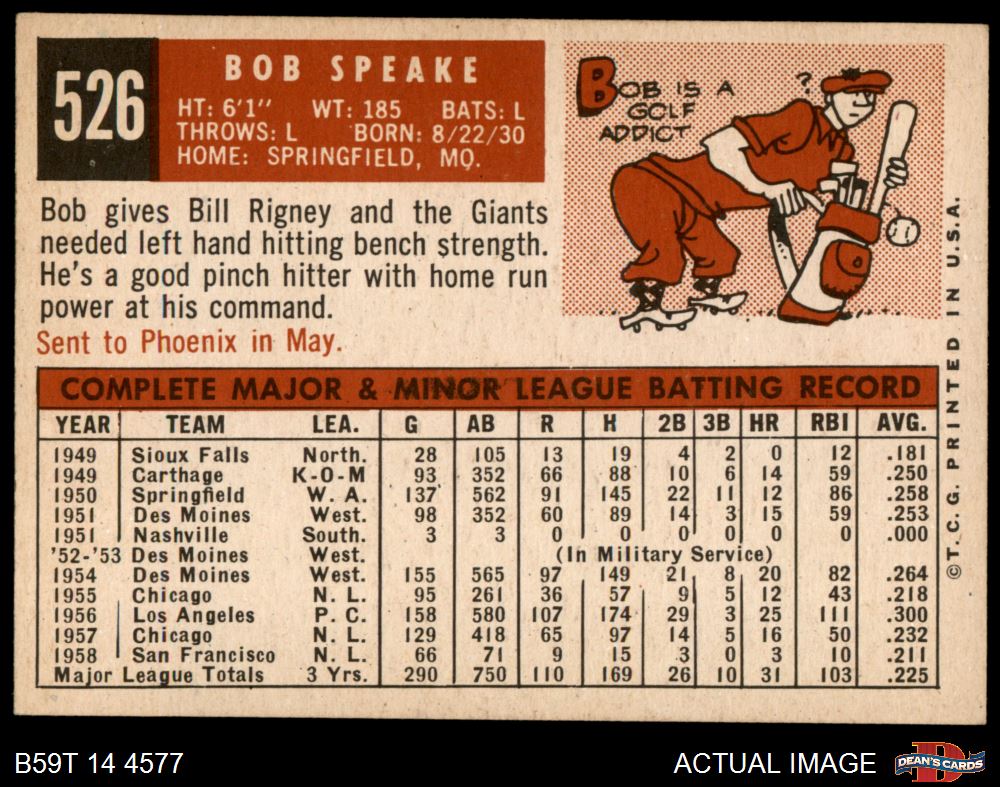 526
BOB SPEAKE
HT: 6'1" WT: 185 BATS: L
THROWS: L BORN: 8/22/30
HOME: SPRINGFIELD, MO.
Bob gives Bill Rigney and the Giants
needed left hand hitting bench strength.
He's a good pinch hitter with home run
power at his command.
Sent to Phoenix in May.
BOB IS A
GOLF
ADDICT
?
COMPLETE MAJOR & MINOR LEAGUE BATTING RECORD
YEAR TEAM LEA. G AB R H 2B 3B HR RBI AVG.
1949 Sioux Falls North. 28 105 13 19 4 2 0 12 .181
1949 Carthage K-O-M 93 352 66 88 10 6 14 59 .250
1950 Springfield W. A. 137 562 91 145 22 11 12 86 .258
1951 Des Moines West. 98 352 60 89 14 3 15 59 .253
1951 Nashville South. 3 3 0 0 0 0 0 0 .000
'52-'53 Des Moines West. (In Military Service)
1954 Des Moines West. 155 565 97 149 21 8 20 82 .264
1955 Chicago N. L. 95 261 36 57 9 5 12 43 .218
1956 Los Angeles P. C. 158 580 107 174 29 3 25 111 .300
1957 Chicago N. L. 129 418 65 97 14 5 16 50 .232
1958 San Francisco N. L. 66 71 9 15 3 0 3 10 .211
Major League Totals 3 Yrs. 290 750 110 169 26 10 31 103 .225
©T. C. G. PRINTED IN U.S.A.
B59T 14 4577
ACTUAL IMAGE
DEAN'S CARDS